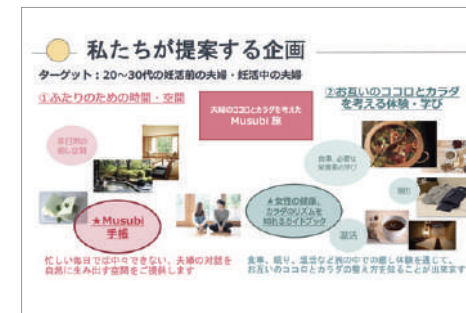 私たちが提案する企画
ターゲット：20〜30代の妊活前の夫婦・妊活中の夫婦
①ふたりのための時間・空間
夫婦のココロとカラダを考えた
Musubi 旅
②お互いのココロとカラダ
を考える体験・学び
非日常の
癒し空間
食事、必要な
栄養素の学び
眠り
★Musubi
手帳
★女性の健康、
カラダのリズムを
知れるガイドブック
温活
忙しい毎日では中々できない、夫婦の対話を
自然に生み出す空間をご提供します
食事、眠り、温活など旅の中での癒し体験を通じて、
お互いのココロとカラダの整え方を知ることが出来ます